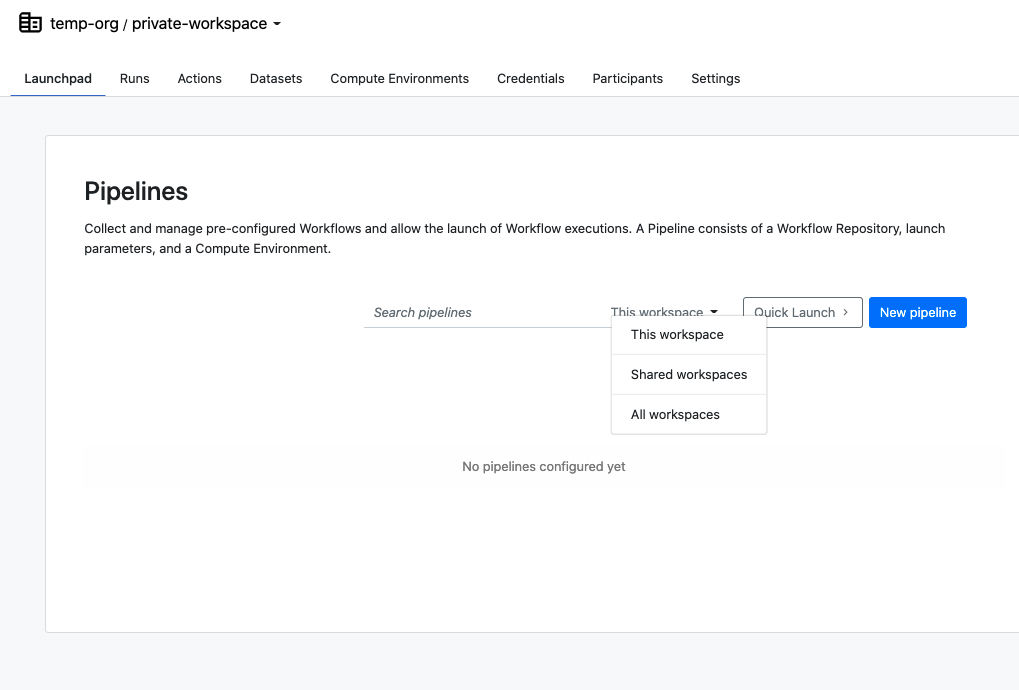 temp-org / private-workspace
Launchpad Runs Actions Datasets Compute Environments Credentials Participants Settings
Pipelines
Collect and manage pre-configured Workflows and allow the launch of Workflow executions. A Pipeline consists of a Workflow Repository, launch
parameters, and a Compute Environment.
Search pipelines This workspace Quick Launch New pipeline
This workspace
Shared workspaces
All workspaces
No pipelines configured yet